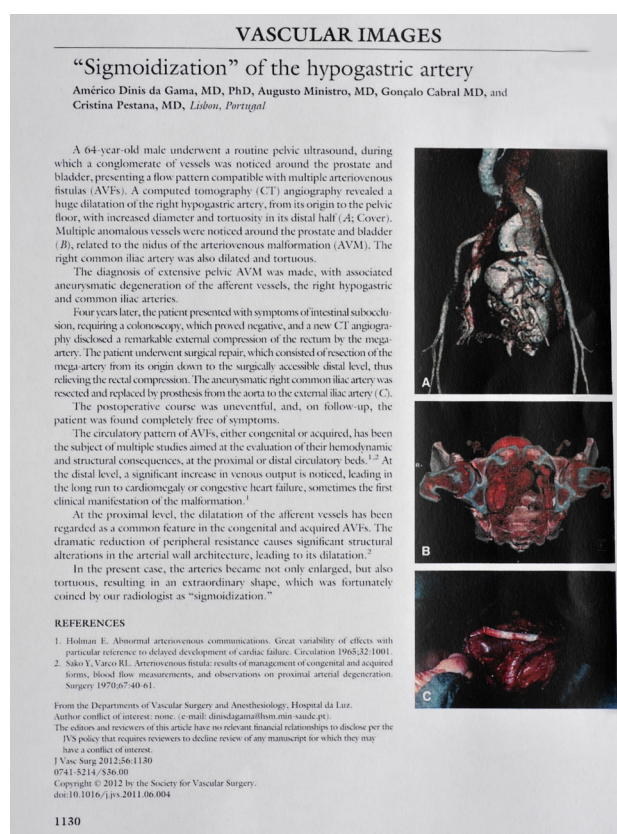 VASCULAR IMAGES
“Sigmoidization” of the hypogastric artery
Américo Dinis da Gama, MD, PhD, Augusto Ministro, MD, Gonçalo Cabral MD, and
Cristina Pestana, MD, Lisbon, Portugal
A 64-year-old male underwent a routine pelvic ultrasound, during
which a conglomerate of vessels was noticed around the prostate and
bladder, presenting a flow pattern compatible with multiple arteriovenous
fistulas (AVFs). A computed tomography (CT) angiography revealed a
huge dilatation of the right hypogastric artery, from its origin to the pelvic
floor, with increased diameter and tortuosity in its distal half (A; Cover).
Multiple anomalous vessels were noticed around the prostate and bladder
(B), related to the nidus of the arteriovenous malformation (AVM). The
right common iliac artery was also dilated and tortuous.
The diagnosis of extensive pelvic AVM was made, with associated
aneurysmatic degeneration of the afferent vessels, the right hypogastric
and common iliac arteries.
Four years later, the patient presented with symptoms of intestinal subocclu-
sion, requiring a colonoscopy, which proved negative, and a new CT angiogra-
phy disclosed a remarkable external compression of the rectum by the mega-
artery. The patient underwent surgical repair, which consisted of resection of the
mega-artery from its origin down to the surgically accessible distal level, thus
relieving the rectal compression. The aneurysmatic right common iliac artery was
resected and replaced by prosthesis from the aorta to the external iliac artery (C).
The postoperative course was uneventful, and, on follow-up, the
patient was found completely free of symptoms.
The circulatory pattern of AVFs, either congenital or acquired, has been
the subject of multiple studies aimed at the evaluation of their hemodynamic
and structural consequences, at the proximal or distal circulatory beds.1,2 At
the distal level, a significant increase in venous output is noticed, leading in
the long run to cardiomegaly or congestive heart failure, sometimes the first
clinical manifestation of the malformation.1
At the proximal level, the dilatation of the afferent vessels has been
regarded as a common feature in the congenital and acquired AVFs. The
dramatic reduction of peripheral resistance causes significant structural
alterations in the arterial wall architecture, leading to its dilatation.2
In the present case, the arteries became not only enlarged, but also
tortuous, resulting in an extraordinary shape, which was fortunately
coined by our radiologist as “sigmoidization.”
REFERENCES
1. Holman E. Abnormal arteriovenous communications. Great variability of effects with
particular reference to delayed development of cardiac failure. Circulation 1965;32:1001.
2. Sako Y, Varco RL. Arteriovenous fistula: results of management of congenital and acquired
forms, blood flow measurements, and observations on proximal arterial degeneration.
Surgery 1970;67:40-61.
From the Departments of Vascular Surgery and Anesthesiology, Hospital da Luz.
Author conflict of interest: none. (e-mail: dinisdagama@hsm.min-saude.pt).
The editors and reviewers of this article have no relevant financial relationships to disclose per the
JVS policy that requires reviewers to decline review of any manuscript for which they may
have a conflict of interest.
J Vasc Surg 2012;56:1130
0741-5214/$36.00
Copyright © 2012 by the Society for Vascular Surgery.
doi:10.1016/j.jvs.2011.06.004
1130
A
B
C